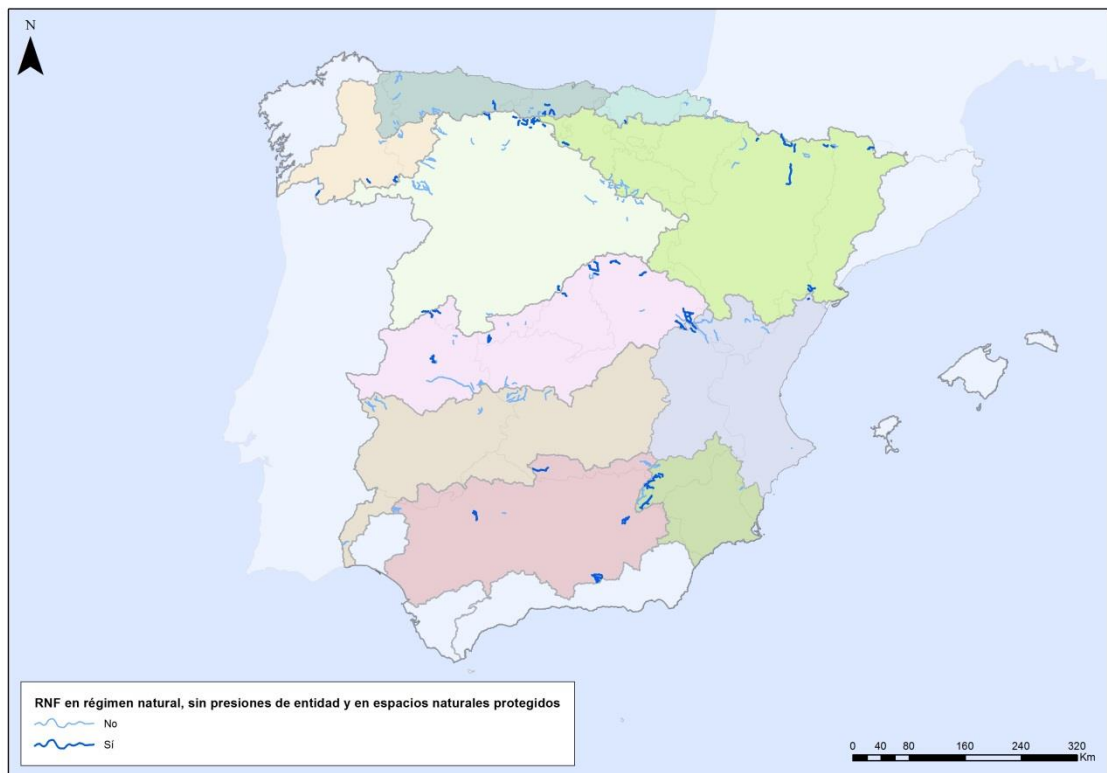 N
RNF en régimen natural, sin presiones de entidad y en espacios naturales protegidos
No
Sí
0 20 40 80 160 240 320
Km